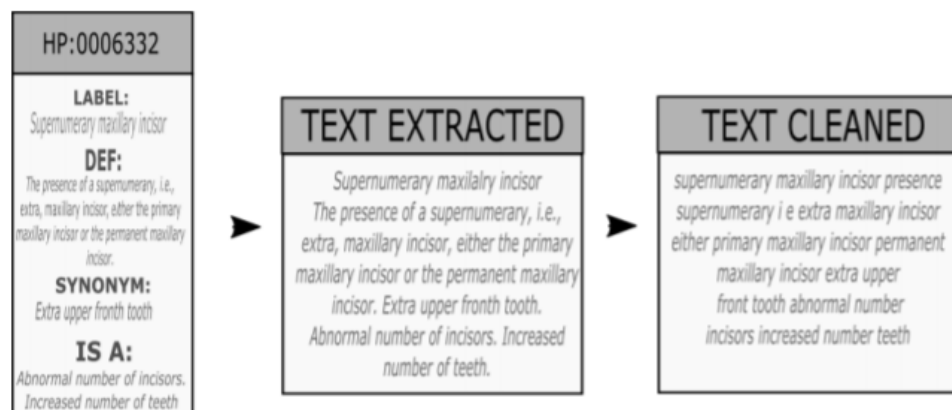 HP:0006332
LABEL:
Supernumerary maxillary incisor
DEF:
The presence of a supernumerary, i.e.,
extra, maxillary incisor, either the primary
maxillary incisor or the permanent maxillary
incisor.
SYNONYM:
Extra upper fronth tooth
IS A:
Abnormal number of incisors.
Increased number of teeth
TEXT EXTRACTED
Supernumerary maxilalry incisor
The presence of a supernumerary, i.e.,
extra, maxillary incisor, either the primary
maxillary incisor or the permanent maxillary
incisor. Extra upper fronth tooth.
Abnormal number of incisors. Increased
number of teeth.
TEXT CLEANED
supernumerary maxillary incisor presence
supernumerary i e extra maxillary incisor
either primary maxillary incisor permanent
maxillary incisor extra upper
front tooth abnormal number
incisors increased number teeth